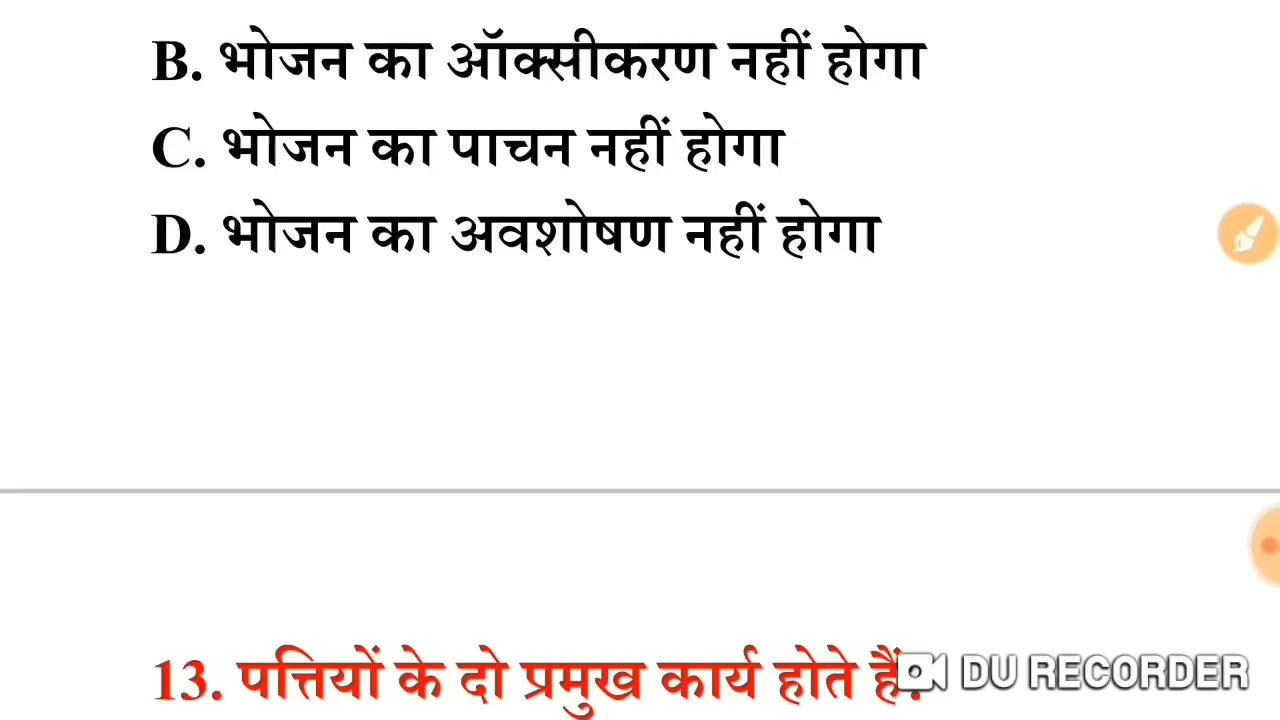 B. भोजन का ऑक्सीकरण नहीं होगा
C. भोजन का पाचन नहीं होगा
D. भोजन का अवशोषण नहीं होगा
13. पत्तियों के दो प्रमुख कार्य होते हैं
DU RECORDER